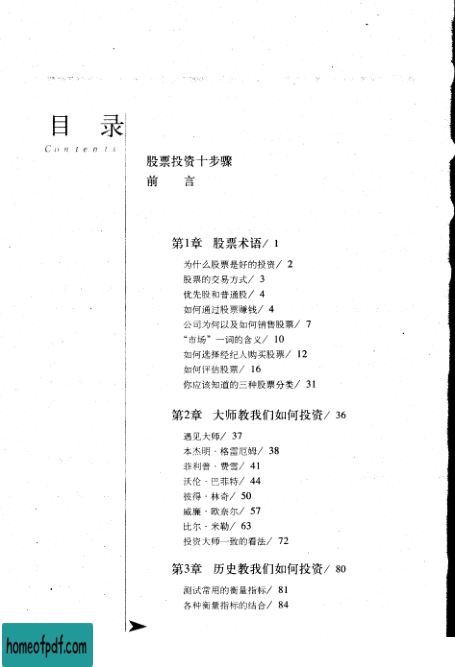 目 录
Contents
股票投资十步骤
前 言
第1章 股票术语/ 1
为什么股票是好的投资/ 2
股票的交易方式/ 3
优先股和普通股/ 4
如何通过股票赚钱/ 4
公司为何以及如何销售股票/ 7
“市场”一词的含义/ 10
如何选择经纪人购买股票/ 12
如何评估股票/ 16
你应该知道的三种股票分类/ 31
第2章 大师教我们如何投资/ 36
遇见大师/ 37
本杰明·格雷厄姆/ 38
菲利普·费雪/ 41
沃伦·巴菲特/ 44
彼得·林奇/ 50
威廉·欧奈尔/ 57
比尔·米勒/ 63
投资大师一致的看法/ 72
第3章 历史教我们如何投资/ 80
测试常用的衡量指标/ 81
各种衡量指标的结合/ 84
homeofpdf.com